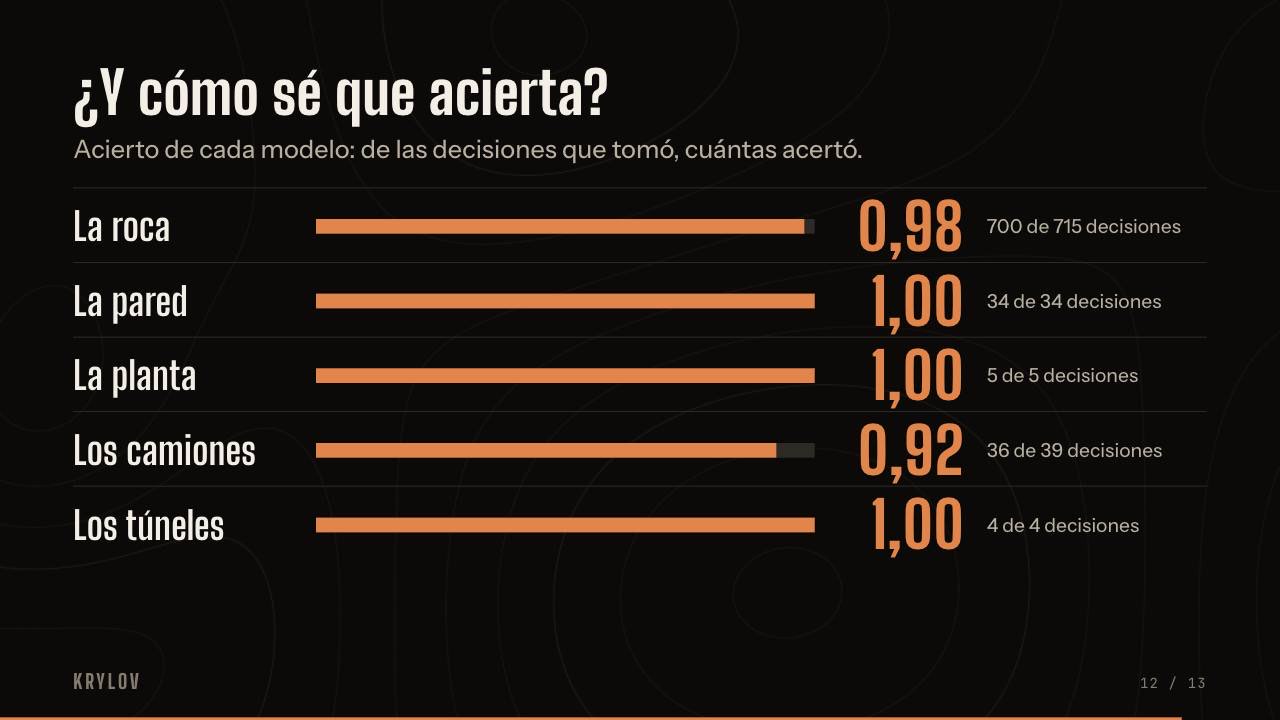 ¿Y cómo sé que acierta?
Acierto de cada modelo: de las decisiones que tomó, cuántas acertó.
La roca 0,98 700 de 715 decisiones
La pared 1,00 34 de 34 decisiones
La planta 1,00 5 de 5 decisiones
Los camiones 0,92 36 de 39 decisiones
Los túneles 1,00 4 de 4 decisiones
KRYLOV 12 / 13